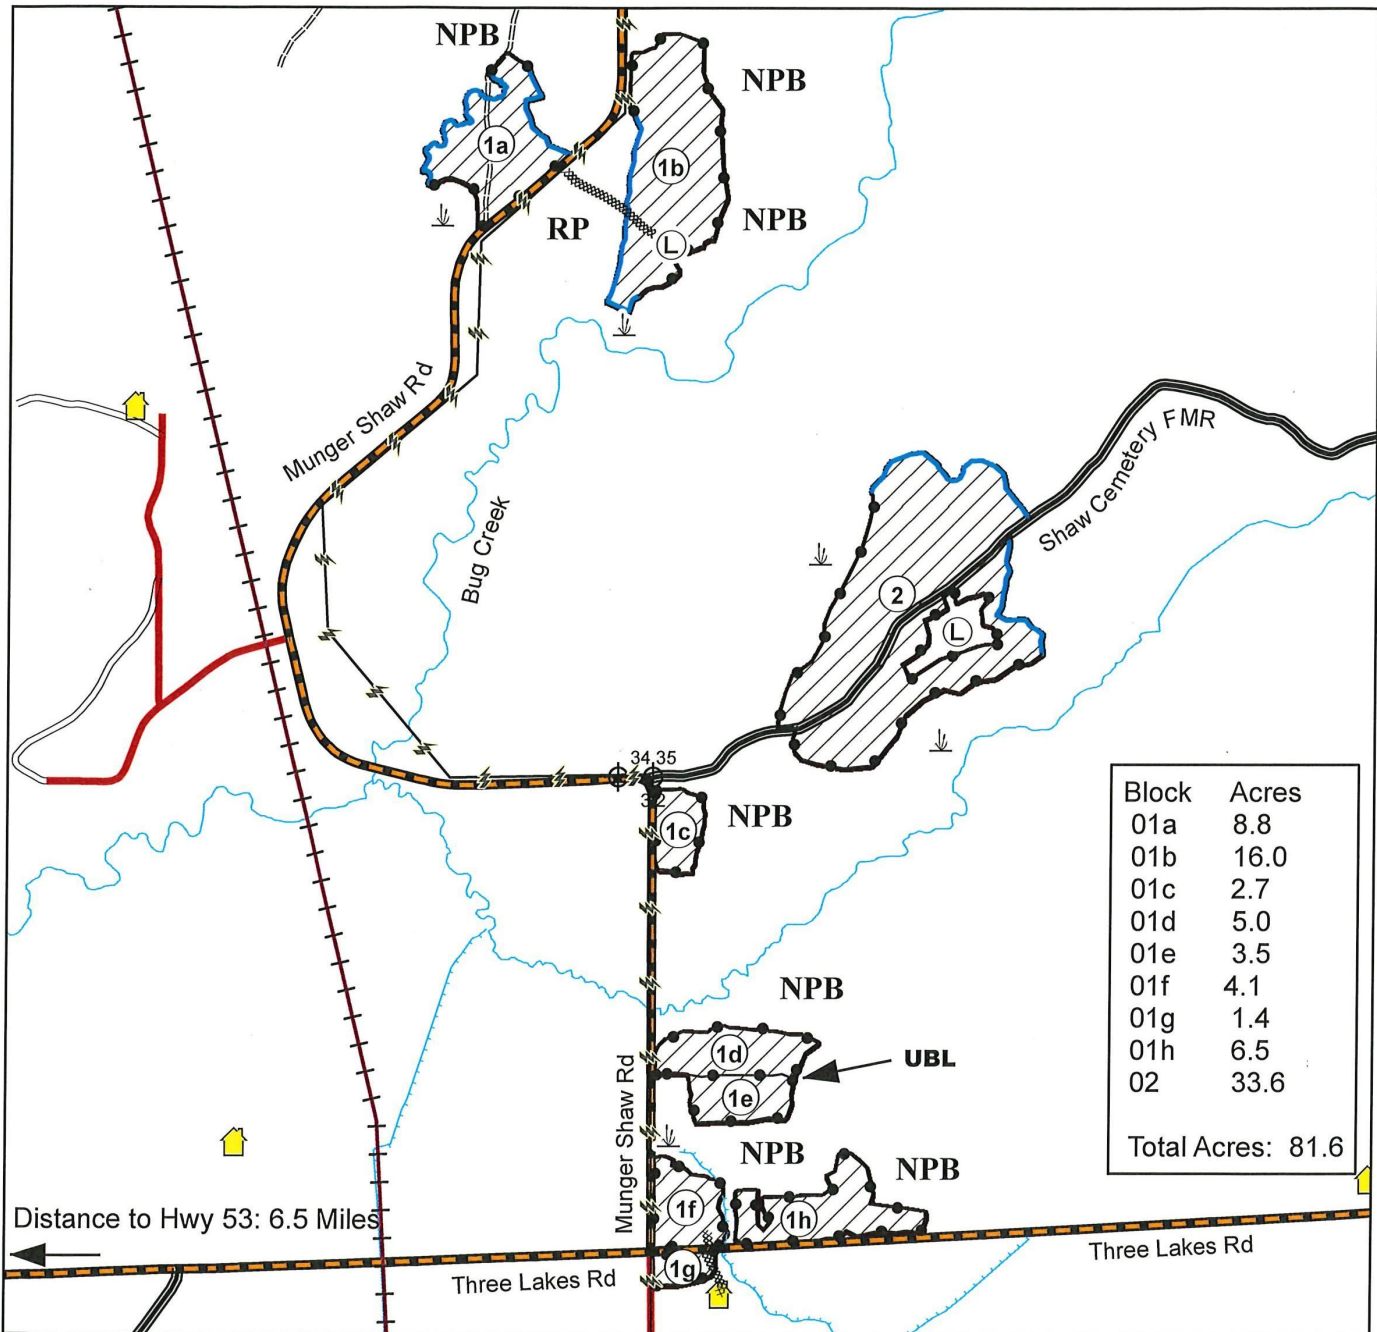 NPB
NPB
1a
1b
NPB
RP
L
Munger Shaw Rd
Shaw Cemetery FMR
Bug Creek
2
L
34 35
3 2
1c
NPB
Block Acres
01a 8.8
01b 16.0
01c 2.7
01d 5.0
01e 3.5
01f 4.1
01g 1.4
01h 6.5
02 33.6
Total Acres: 81.6
NPB
1d
UBL
1e
Munger Shaw Rd
NPB
NPB
1f
1h
Distance to Hwy 53: 6.5 Miles
1g
Three Lakes Rd
Three Lakes Rd